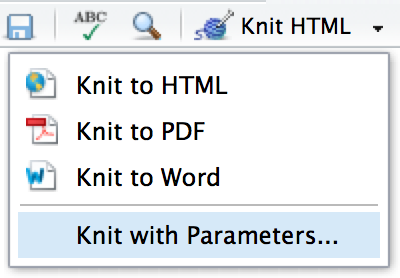 ABC Knit HTML
Knit to HTML
Knit to PDF
Knit to Word
Knit with Parameters...